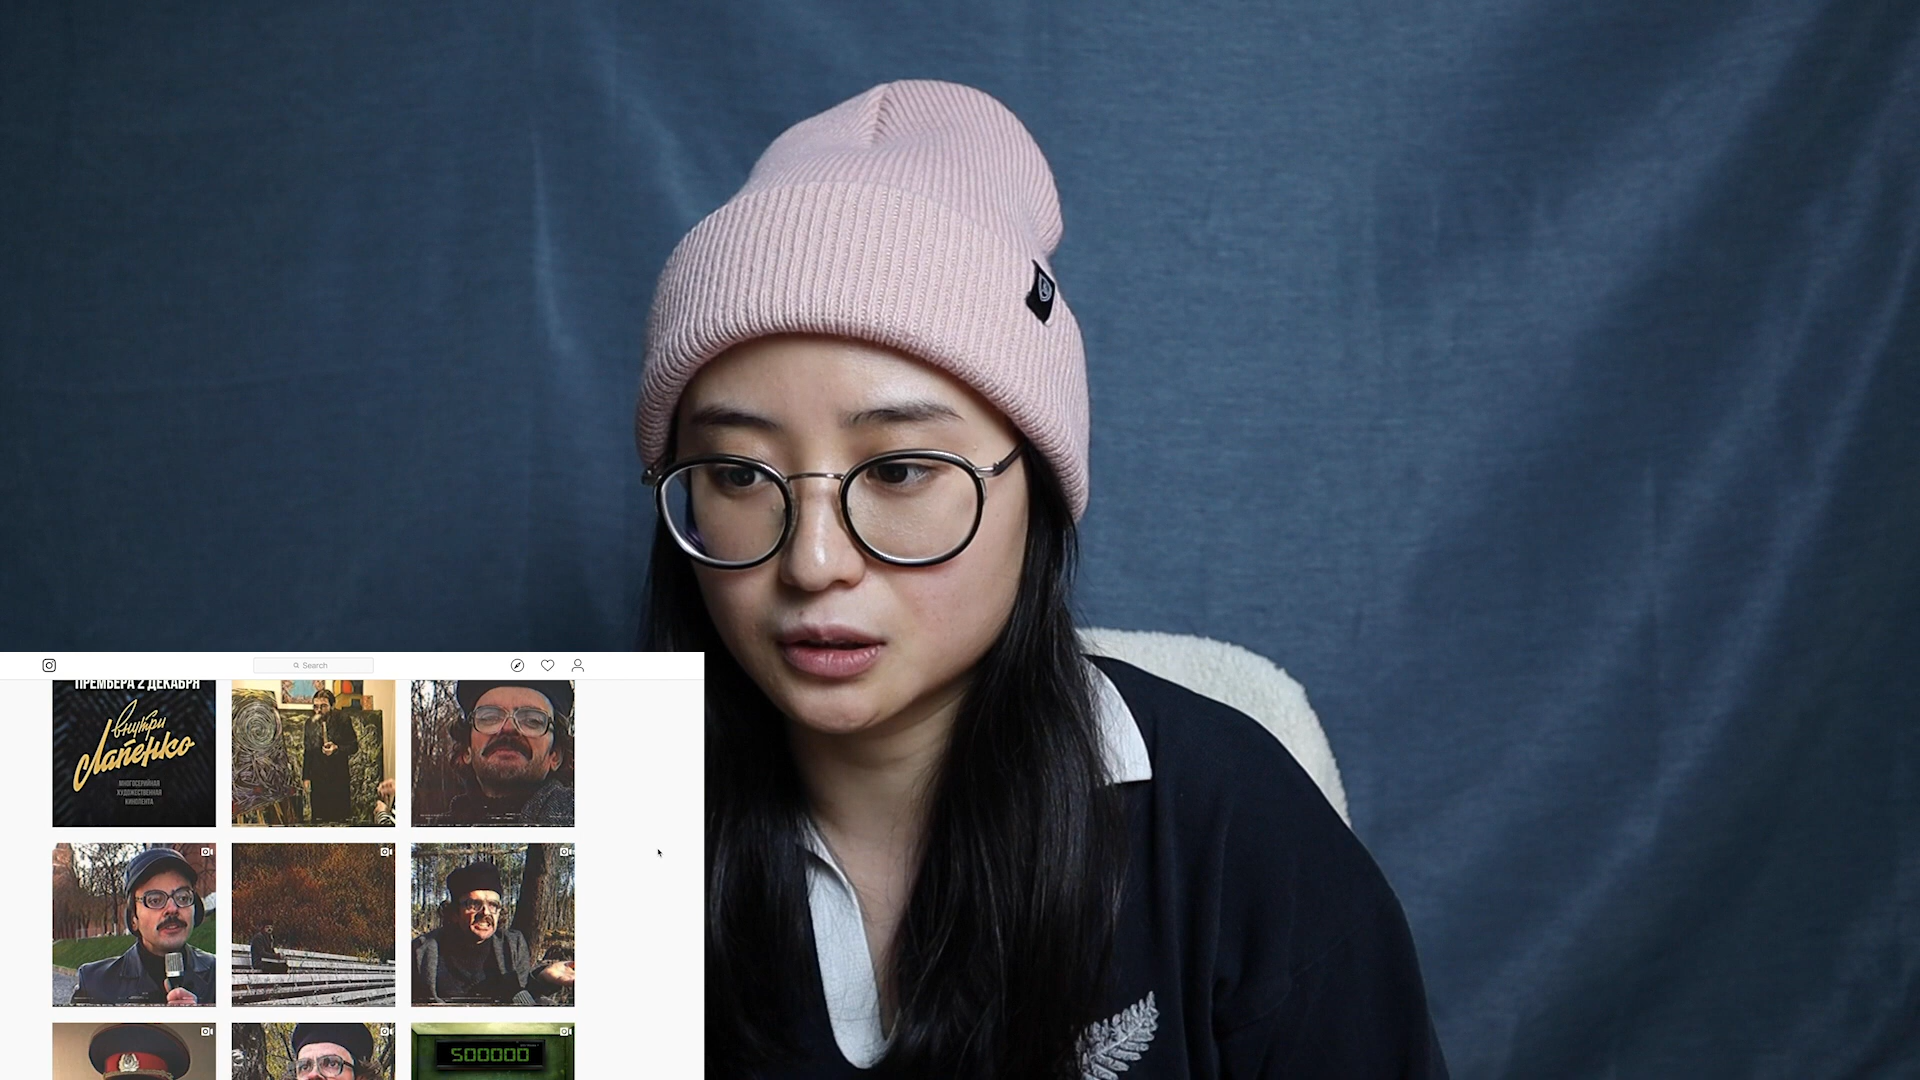 Search
ПРЕМЬЕРА 2 ДЕКАБРЯ
внутри
Лапенко
МНОГОСЕРИЙНАЯ
ХУДОЖЕСТВЕННАЯ
КИНОЛЕНТА
500000